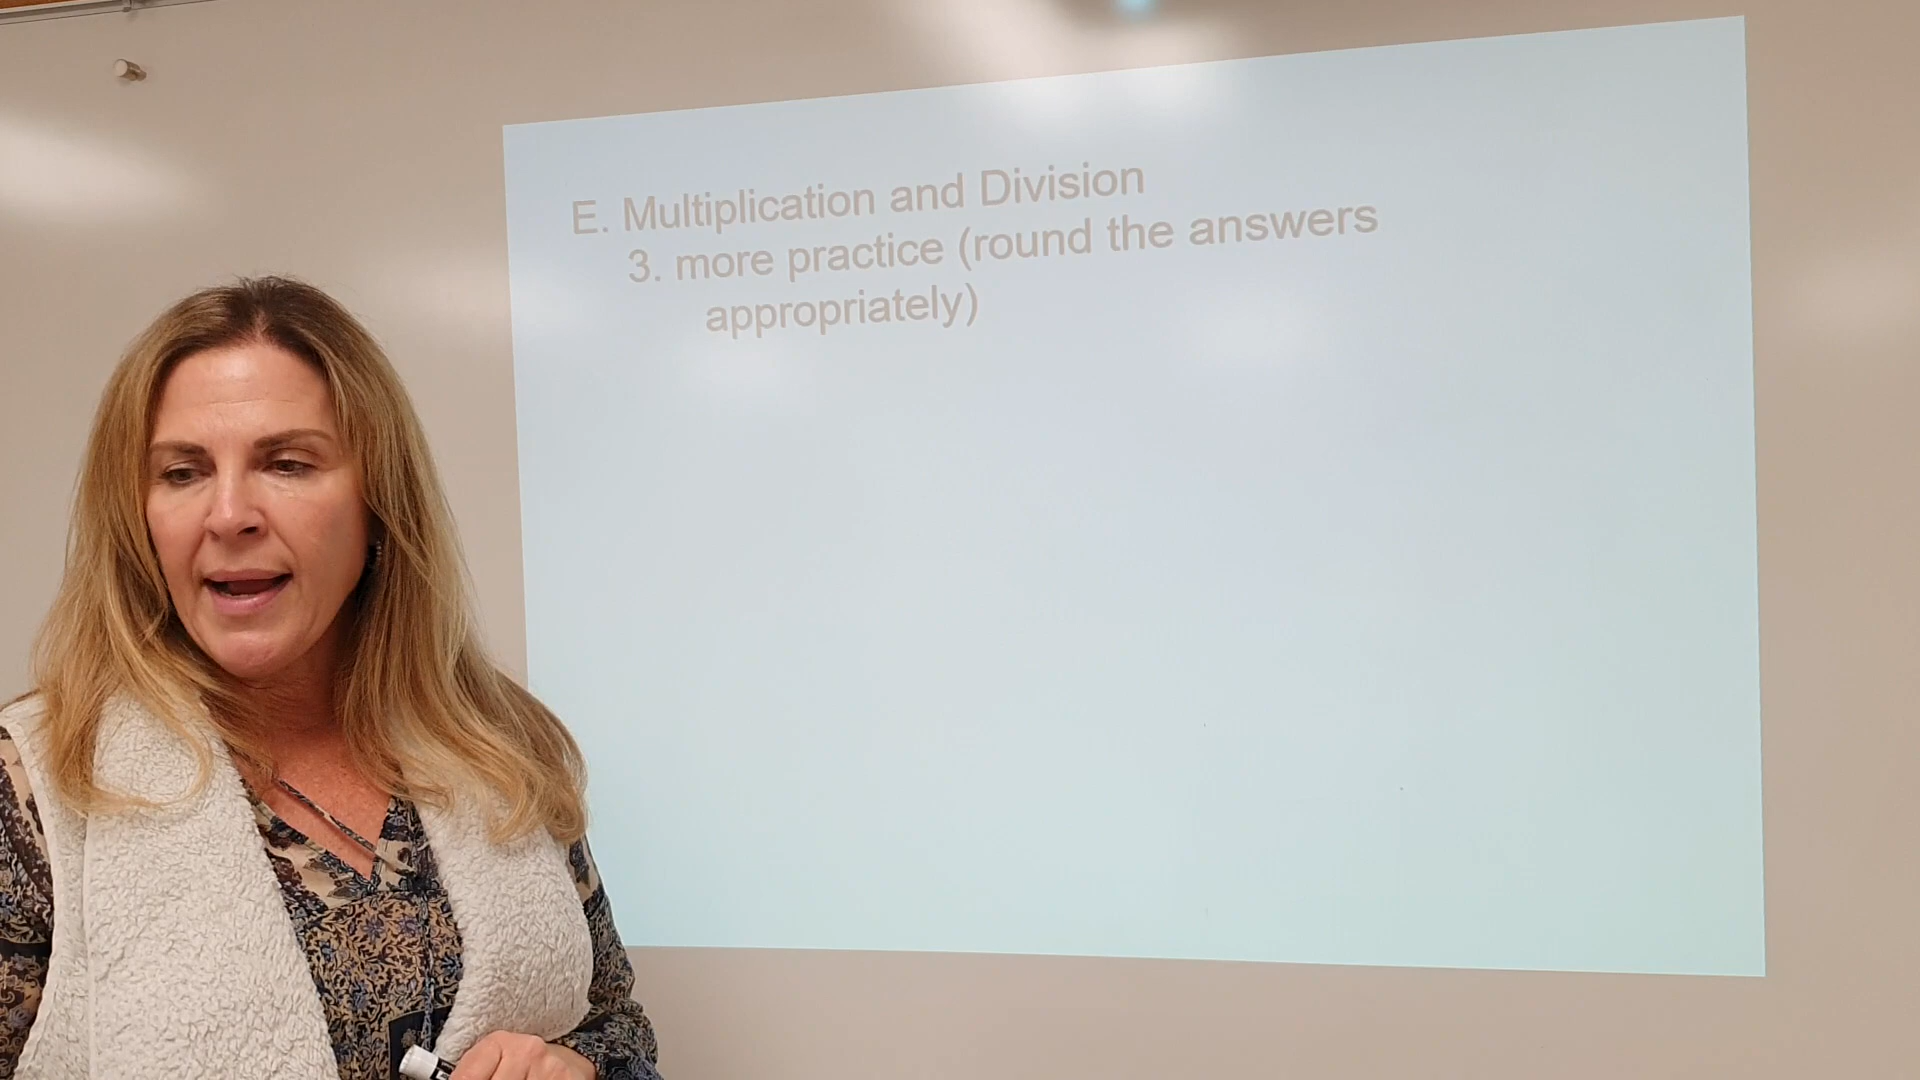 E. Multiplication and Division
3. more practice (round the answers
appropriately)